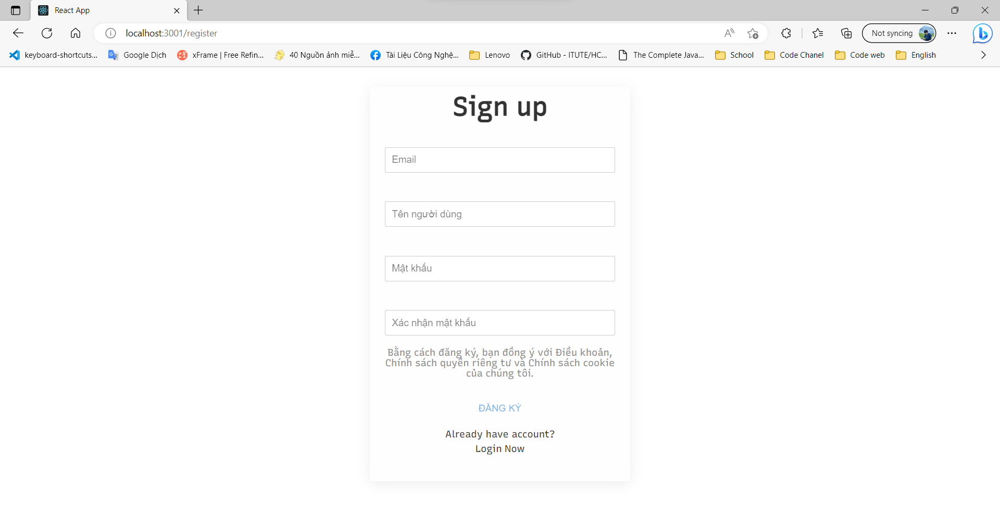 React App
localhost:3001/register
Not syncing
keyboard-shortcuts...
Google Dịch
xFrame | Free Refin...
40 Nguồn ảnh miễ...
Tài Liệu Công Nghệ...
Lenovo
GitHub - ITUTE/HC...
The Complete Java...
School
Code Chanel
Code web
English
Sign up
Email
Tên người dùng
Mật khẩu
Xác nhận mật khẩu
Bằng cách đăng ký, bạn đồng ý với Điều khoản,
Chính sách quyền riêng tư và Chính sách cookie
của chúng tôi.
ĐĂNG KÝ
Already have account?
Login Now